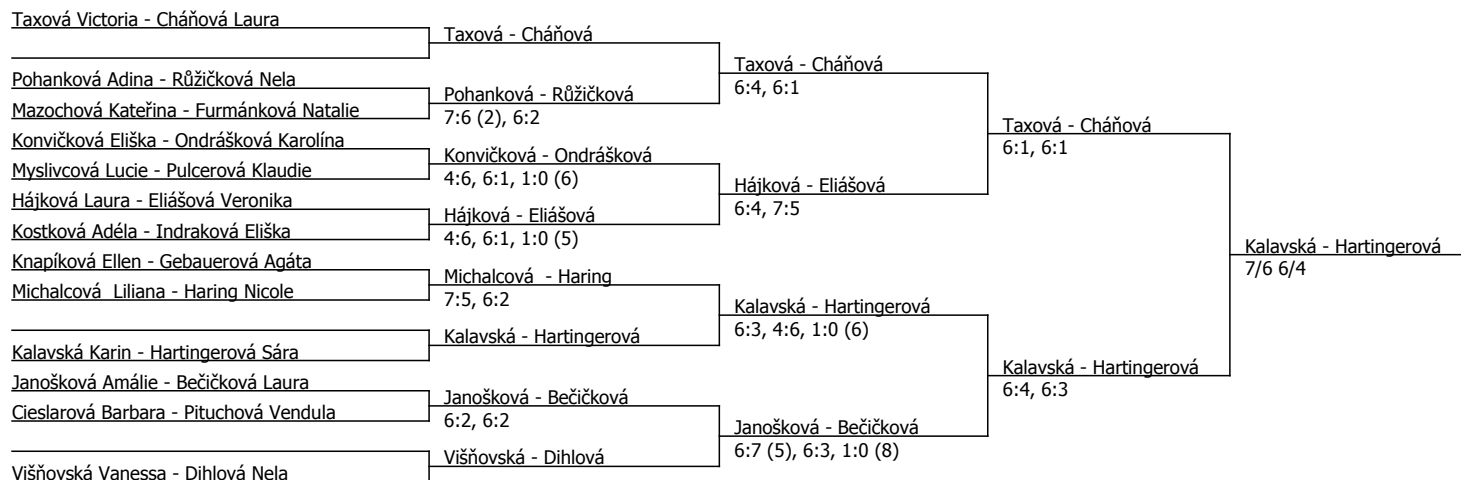 Taxová Victoria - Cháňová Laura
Pohanková Adina - Růžičková Nela
Mazochová Kateřina - Furmánková Natalie
Konvičková Eliška - Ondrášková Karolína
Myslivcová Lucie - Pulcerová Klaudie
Hájková Laura - Eliášová Veronika
Kostková Adéla - Indraková Eliška
Knapíková Ellen - Gebauerová Agáta
Michalcová  Liliana - Haring Nicole
Kalavská Karin - Hartingerová Sára
Janošková Amálie - Bečičková Laura
Cieslarová Barbara - Pituchová Vendula
Višňovská Vanessa - Dihlová Nela
Taxová - Cháňová
Pohanková - Růžičková
7:6 (2), 6:2
Konvičková - Ondrášková
4:6, 6:1, 1:0 (6)
Hájková - Eliášová
4:6, 6:1, 1:0 (5)
Michalcová  - Haring
7:5, 6:2
Kalavská - Hartingerová
Janošková - Bečičková
6:2, 6:2
Višňovská - Dihlová
Taxová - Cháňová
6:4, 6:1
Hájková - Eliášová
6:4, 7:5
Kalavská - Hartingerová
6:3, 4:6, 1:0 (6)
Janošková - Bečičková
6:7 (5), 6:3, 1:0 (8)
Taxová - Cháňová
6:1, 6:1
Kalavská - Hartingerová
6:4, 6:3
Kalavská - Hartingerová
7/6 6/4